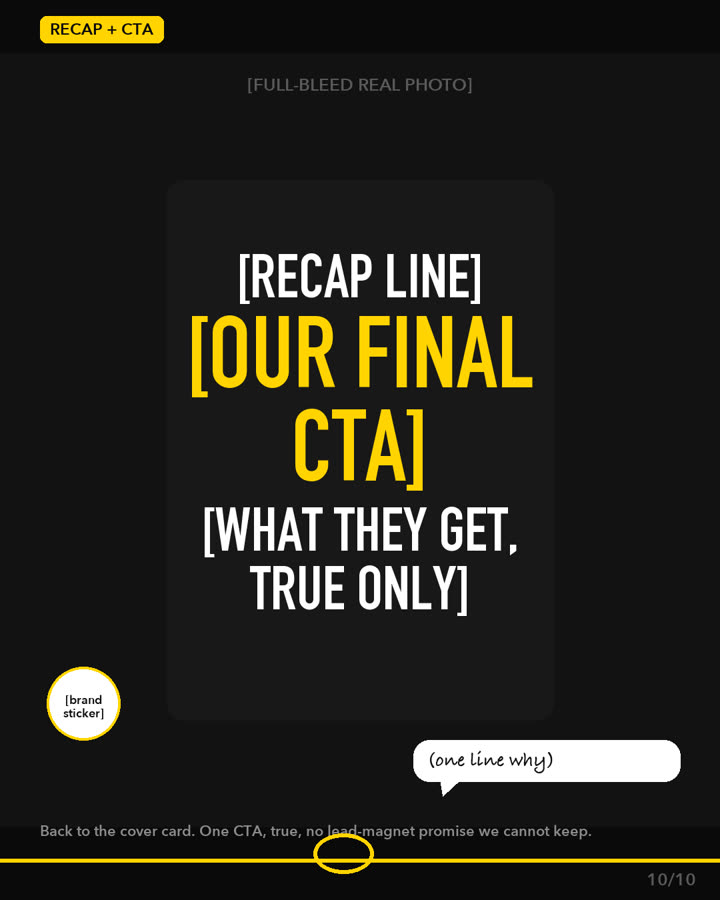 RECAP + CTA
[FULL-BLEED REAL PHOTO]
[RECAP LINE]
[OUR FINAL
CTA]
[WHAT THEY GET,
TRUE ONLY]
[brand
sticker]
(one line why)
Back to the cover card. One CTA, true, no lead-magnet promise we cannot keep.
10/10